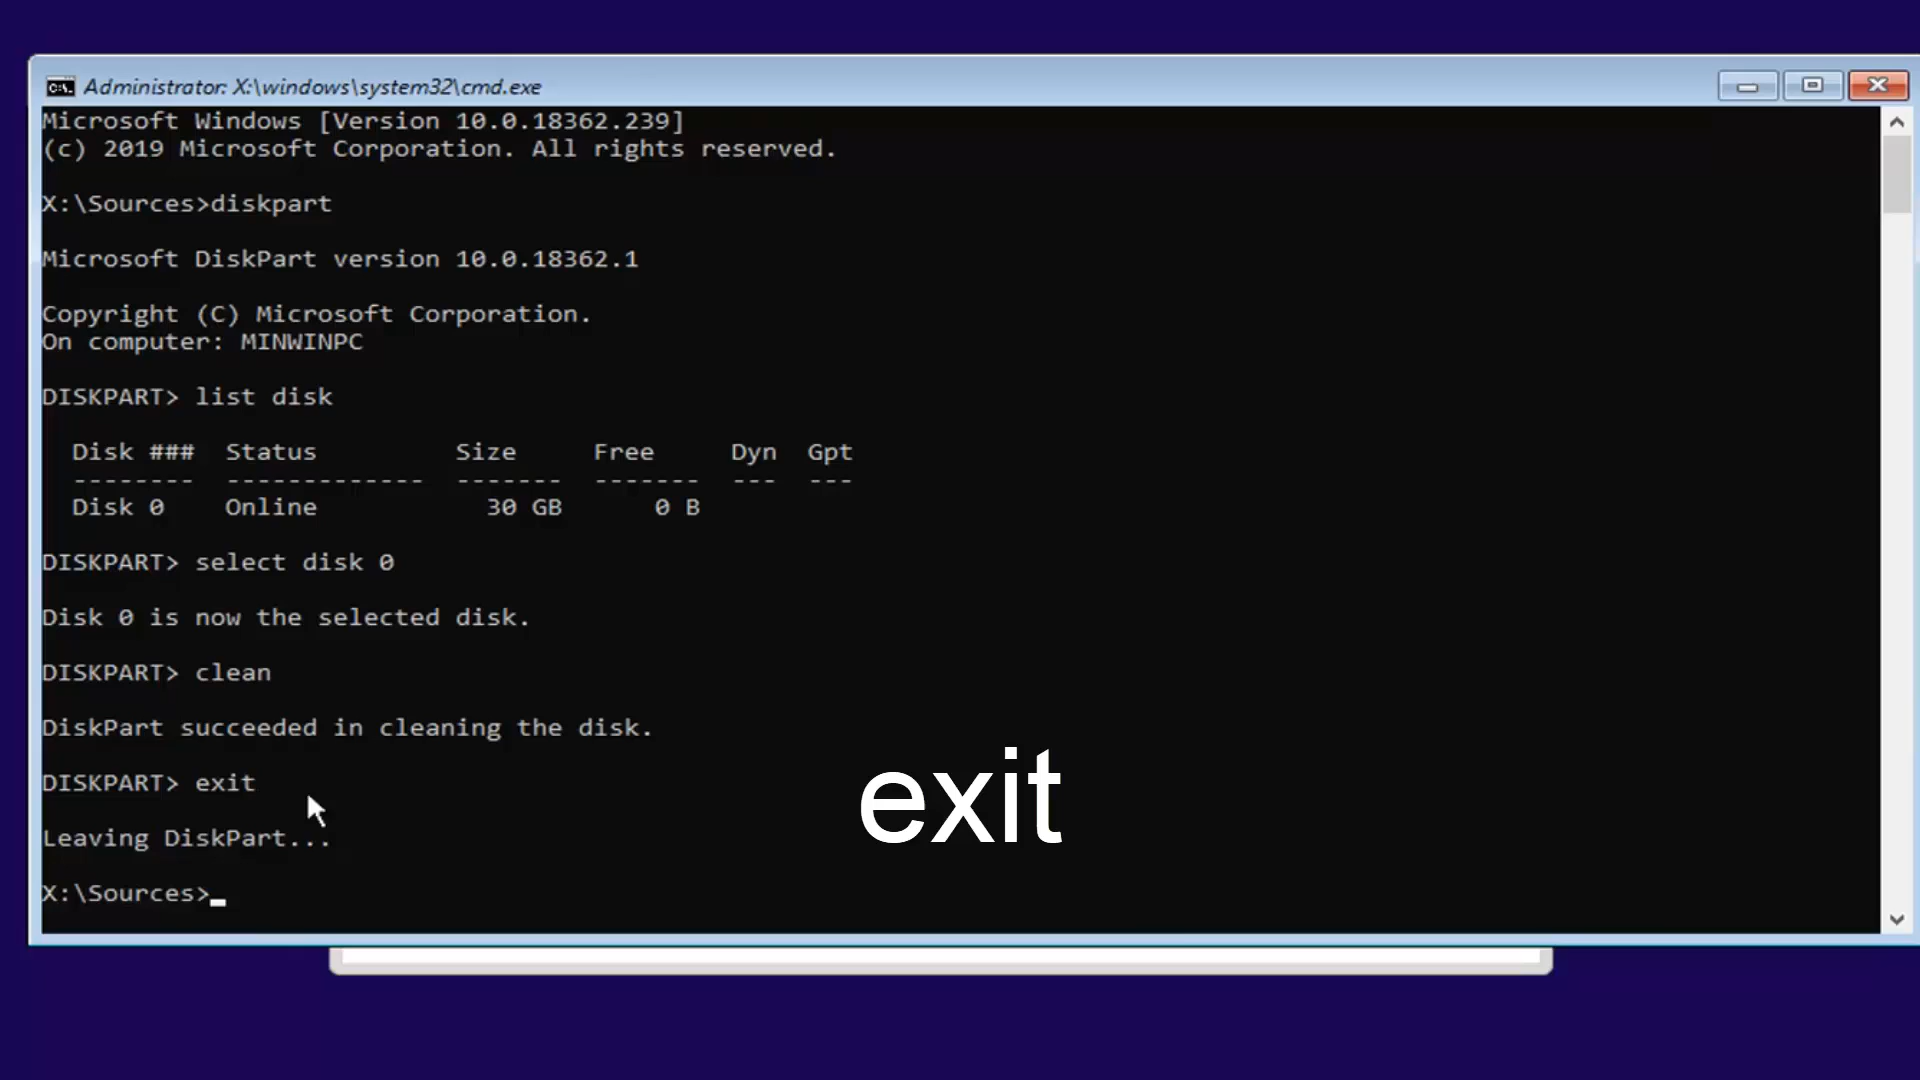 Administrator: X:\windows\system32\cmd.exe
Microsoft Windows [Version 10.0.18362.239]
(c) 2019 Microsoft Corporation. All rights reserved.
X:\Sources>diskpart
Microsoft DiskPart version 10.0.18362.1
Copyright (C) Microsoft Corporation.
On computer: MINWINPC
DISKPART> list disk
Disk ### Status Size Free Dyn Gpt
-------- ------------- ------- ------- --- ---
Disk 0 Online 30 GB 0 B
DISKPART> select disk 0
Disk 0 is now the selected disk.
DISKPART> clean
DiskPart succeeded in cleaning the disk.
DISKPART> exit
exit
Leaving DiskPart...
X:\Sources>